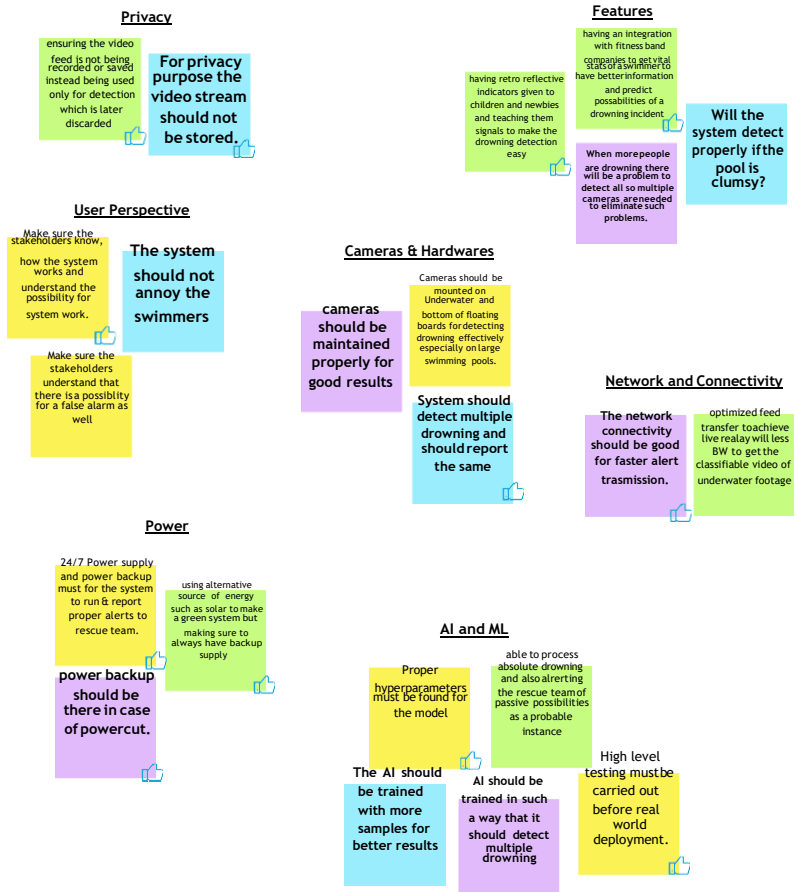 Privacy
ensuring the video
feed is not being
recorded or saved
instead being used
only for detection
which is later
discarded
For privacy
purpose the
video stream
should not
be stored.
Features
having an integration
with fitness band
companies to get vital
stats of a swimmer to
have better information
and predict
possabilities of a
drowning incident
having retro reflective
indicators given to
children and newbies
and teaching them
signals to make the
drowning detection
easy
Will the
system detect
properly if the
pool is
clumsy?
When more people
are drowning there
will be a problem to
detect all so multiple
cameras are needed
to eliminate such
problems.
User Perspective
Make sure the
stakeholders know,
how the system
works and
understand the
possibility for
system work.
The system
should not
annoy the
swimmers
Make sure the
stakeholders
understand that
there is a possiblity
for a false alarm as
well
Cameras & Hardwares
cameras
should be
maintained
properly for
good results
Cameras should be
mounted on
Underwater and
bottom of floating
boards for detecting
drowning effectively
especially on large
swimming pools.
System should
detect multiple
drowning and
should report
the same
Network and Connectivity
The network
connectivity
should be good
for faster alert
trasmission.
optimized feed
transfer to achieve
live realay will less
BW to get the
classifiable video of
underwater footage
Power
24/7 Power supply
and power backup
must for the system
to run & report
proper alerts to
rescue team.
using alternative
source of energy
such as solar to make
a green system but
making sure to
always have backup
supply
power backup
should be
there in case
of powercut.
AI and ML
Proper
hyperparameters
must be found for
the model
able to process
absolute drowning
and also alrerting
the rescue team of
passive possibilities
as a probable
instance
The AI should
be trained
with more
samples for
better results
AI should be
trained in such
a way that it
should detect
multiple
drowning
High level
testing must be
carried out
before real
world
deployment.